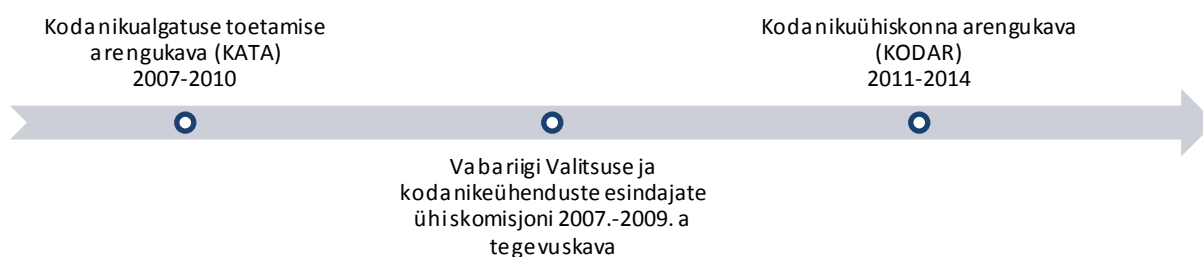 Kodanikualgatuse toetamise
arengukava (KATA)
2007-2010
Kodanikuühiskonna arengukava
(KODAR)
2011-2014
Vabariigi Valitsuse ja
kodanikeühenduste esindajate
ühiskomisjoni 2007.-2009. a
tegevuskava